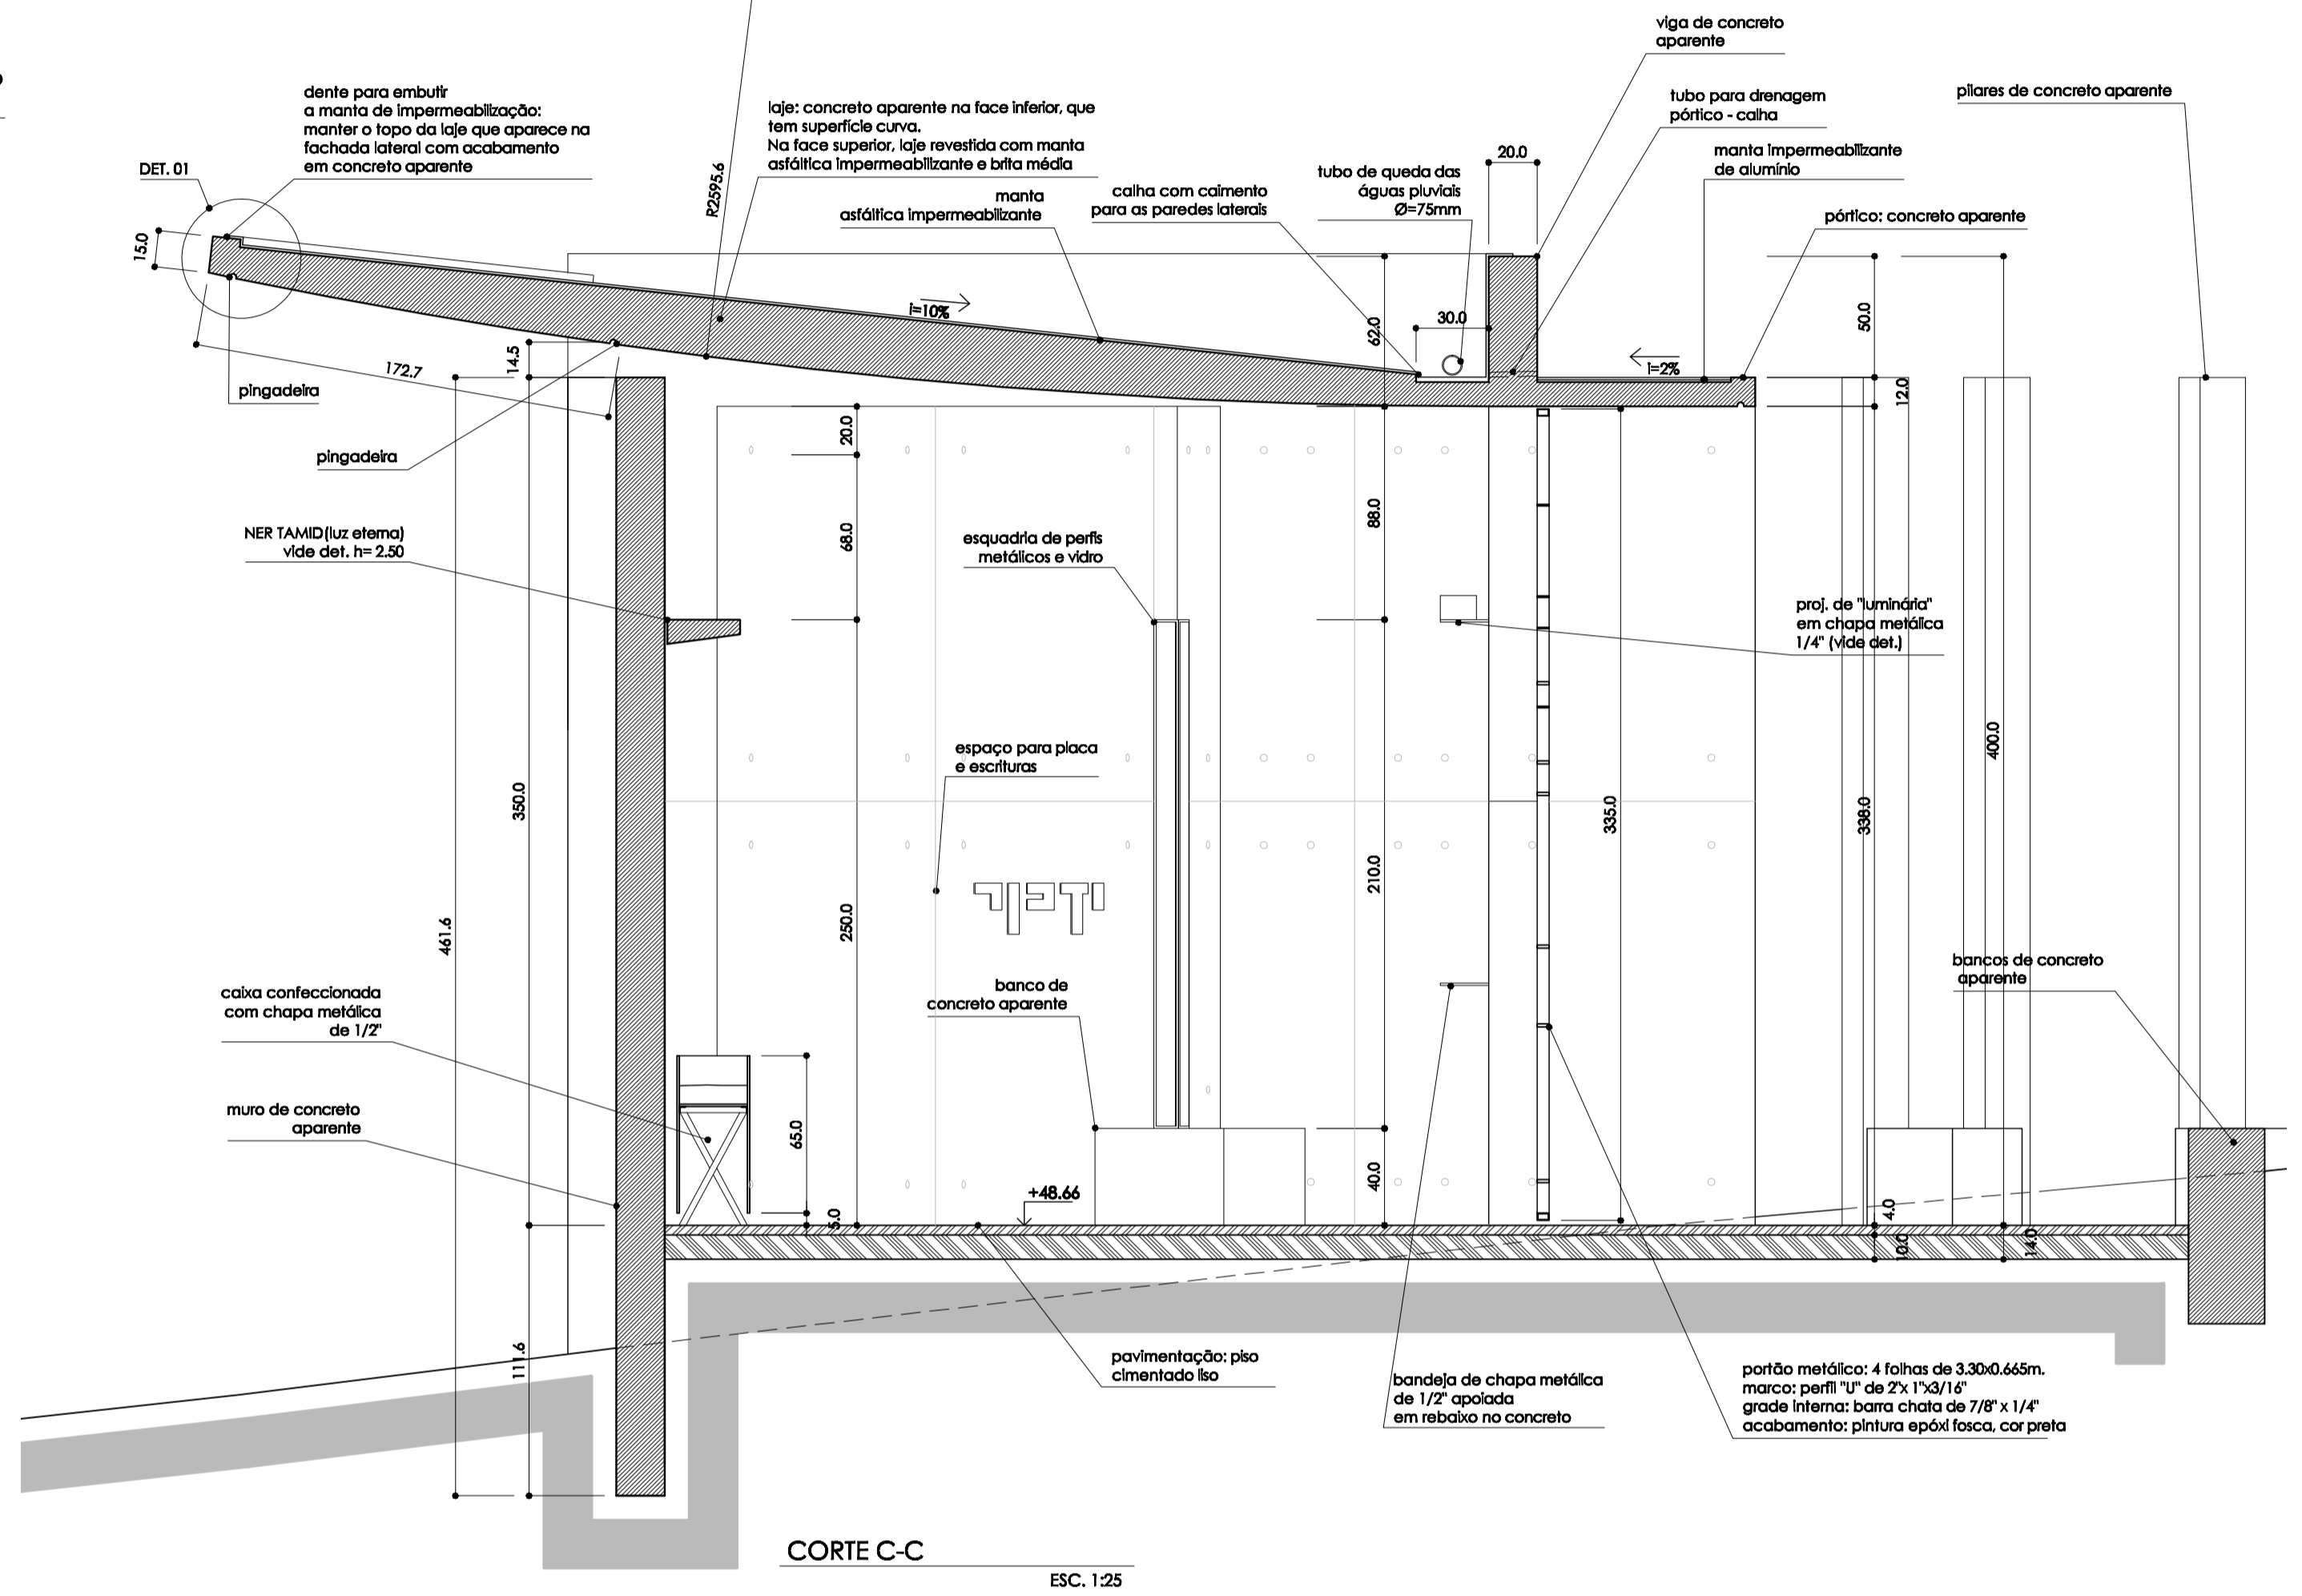 viga de concreto
aparente
dente para embutir
a manta de impermeabilização:
manter o topo da laje que aparece na
fachada lateral com acabamento
em concreto aparente
laje: concreto aparente na face inferior, que
tem superfície curva.
Na face superior, laje revestida com manta
asfáltica impermeabilizante e brita média
tubo para drenagem
pórtico - calha
pilares de concreto aparente
DET. 01
R2595.6
manta
asfáltica impermeabilizante
calha com caimento
para as paredes laterais
tubo de queda das
águas pluviais
Ø=75mm
20.0
manta impermeabilizante
de alumínio
pórtico: concreto aparente
15.0
i=10%
62.0
30.0
i=2%
50.0
12.0
172.7
14.5
pingadeira
pingadeira
20.0
68.0
88.0
NER TAMID(luz eterna)
vide det. h= 2.50
esquadria de perfis
metálicos e vidro
proj. de "luminária"
em chapa metálica
1/4" (vide det.)
espaço para placa
e escrituras
350.0
335.0
338.0
400.0
461.6
250.0
210.0
יזכור
caixa confeccionada
com chapa metálica
de 1/2"
banco de
concreto aparente
bancos de concreto
aparente
muro de concreto
aparente
65.0
5.0
+48.66
40.0
4.0
10.0
14.0
111.6
pavimentação: piso
cimentado liso
bandeja de chapa metálica
de 1/2" apoiada
em rebaixo no concreto
portão metálico: 4 folhas de 3.30x0.665m.
marco: perfil "U" de 2"x 1"x3/16"
grade interna: barra chata de 7/8" x 1/4"
acabamento: pintura epóxi fosca, cor preta
CORTE C-C
ESC. 1:25